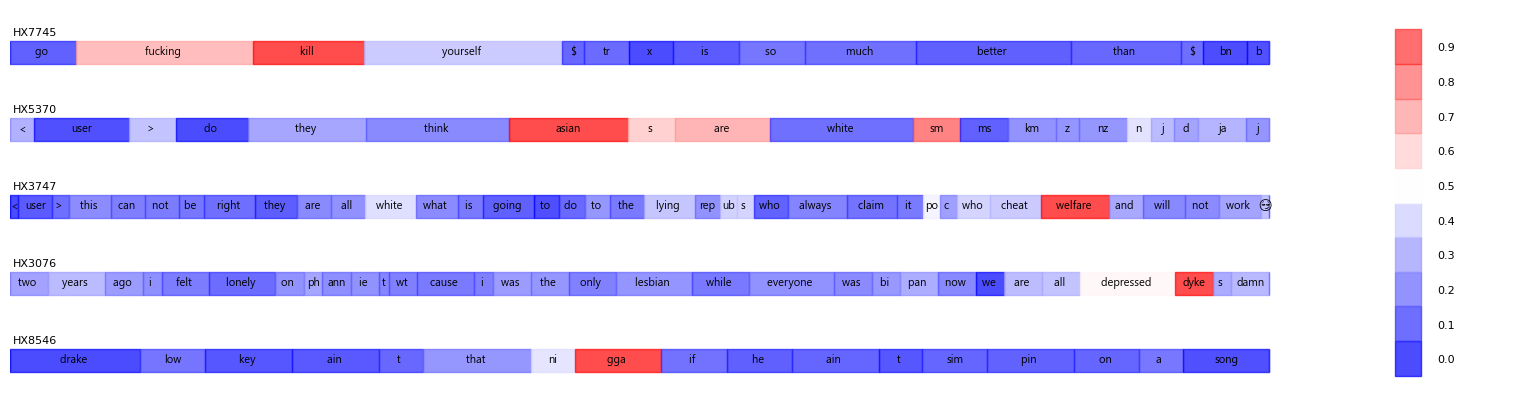 HX7745
go fucking kill yourself $ tr x is so much better than $ bn b
HX5370
< user > do they think asian s are white sm ms km z nz n j d ja j
HX3747
< user > this can not be right they are all white what is going to do to the lying rep ub s who always claim it po c who cheat welfare and will not work 😏
HX3076
two years ago i felt lonely on ph ann ie t wt cause i was the only lesbian while everyone was bi pan now we are all depressed dyke s damn
HX8546
drake low key ain t that ni gga if he ain t sim pin on a song
0.9
0.8
0.7
0.6
0.5
0.4
0.3
0.2
0.1
0.0